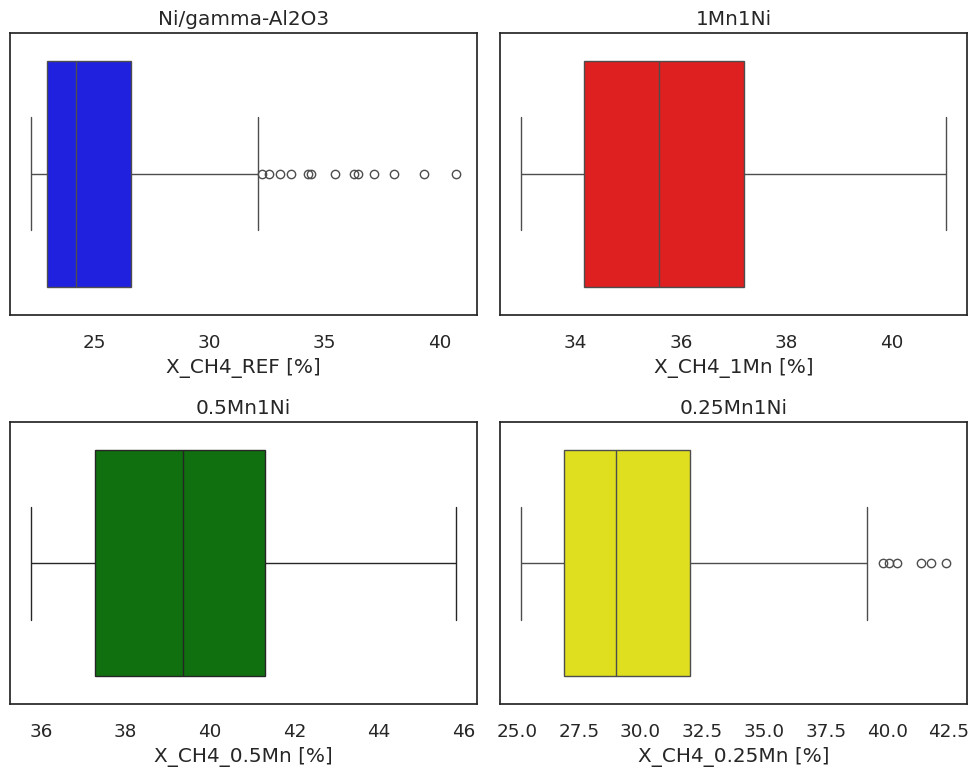 Ni/gamma-Al2O3
1Mn1Ni
25 30 35 40
34 36 38 40
X_CH4_REF [%]
X_CH4_1Mn [%]
0.5Mn1Ni
0.25Mn1Ni
36 38 40 42 44 46
25.0 27.5 30.0 32.5 35.0 37.5 40.0 42.5
X_CH4_0.5Mn [%]
X_CH4_0.25Mn [%]